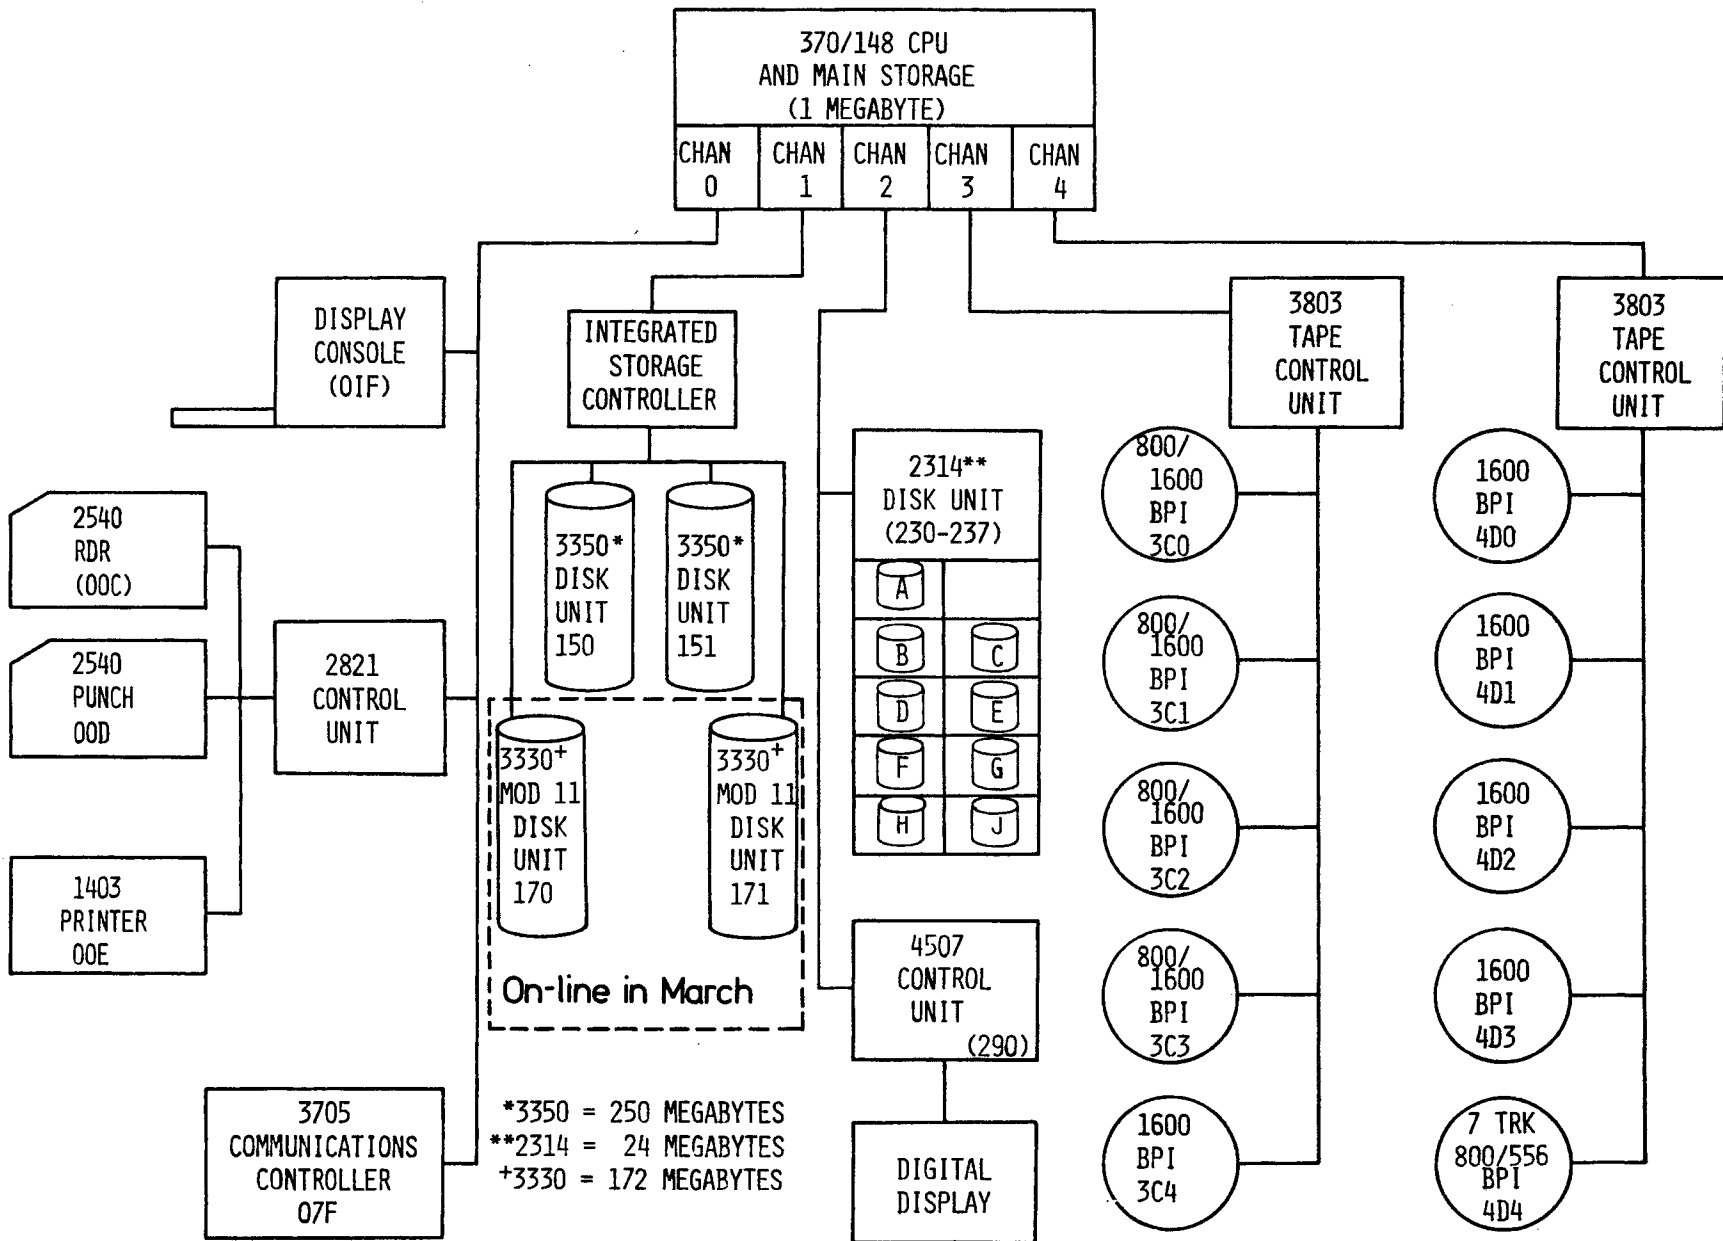 370/148 CPU
AND MAIN STORAGE
(1 MEGABYTE)
CHAN
0
CHAN
1
CHAN
2
CHAN
3
CHAN
4
DISPLAY
CONSOLE
(OIF)
2540
RDR
(OOC)
2540
PUNCH
OOD
1403
PRINTER
OOE
2821
CONTROL
UNIT
3705
COMMUNICATIONS
CONTROLLER
O7F
INTEGRATED
STORAGE
CONTROLLER
3350*
DISK
UNIT
150
3350*
DISK
UNIT
151
3330+
MOD 11
DISK
UNIT
170
3330+
MOD 11
DISK
UNIT
171
On-line in March
*3350 = 250 MEGABYTES
**2314 = 24 MEGABYTES
+3330 = 172 MEGABYTES
2314**
DISK UNIT
(230-237)
A
B
C
D
E
F
G
H
J
4507
CONTROL
UNIT
(290)
DIGITAL
DISPLAY
3803
TAPE
CONTROL
UNIT
800/
1600
BPI
3C0
800/
1600
BPI
3C1
800/
1600
BPI
3C2
800/
1600
BPI
3C3
1600
BPI
3C4
3803
TAPE
CONTROL
UNIT
1600
BPI
4D0
1600
BPI
4D1
1600
BPI
4D2
1600
BPI
4D3
7 TRK
800/556
BPI
4D4